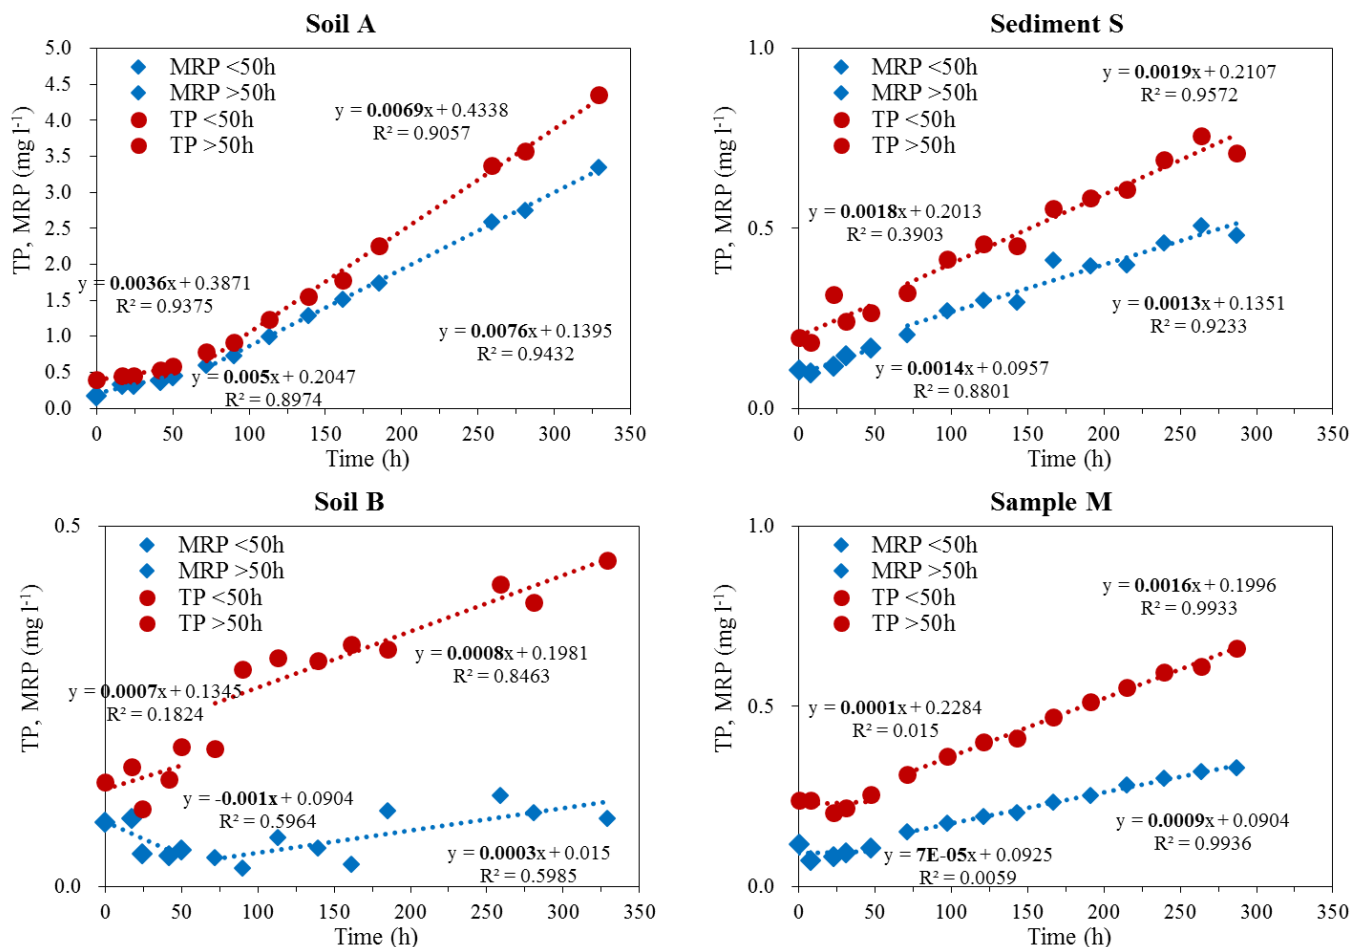 Soil A
TP, MRP (mg l-1)
5.0
4.5
4.0
3.5
3.0
2.5
2.0
1.5
1.0
0.5
0.0
MRP <50h
MRP >50h
TP <50h
TP >50h
y = 0.0069x + 0.4338
R² = 0.9057
y = 0.0036x + 0.3871
R² = 0.9375
y = 0.0076x + 0.1395
R² = 0.9432
y = 0.005x + 0.2047
R² = 0.8974
0 50 100 150 200 250 300 350
Time (h)
Sediment S
TP, MRP (mg l-1)
1.0
0.5
0.0
MRP <50h
MRP >50h
TP <50h
TP >50h
y = 0.0019x + 0.2107
R² = 0.9572
y = 0.0018x + 0.2013
R² = 0.3903
y = 0.0013x + 0.1351
R² = 0.9233
y = 0.0014x + 0.0957
R² = 0.8801
0 50 100 150 200 250 300 350
Time (h)
Soil B
TP, MRP (mg l-1)
0.5
0.0
MRP <50h
MRP >50h
TP <50h
TP >50h
y = 0.0008x + 0.1981
R² = 0.8463
y = 0.0007x + 0.1345
R² = 0.1824
y = -0.001x + 0.0904
R² = 0.5964
y = 0.0003x + 0.015
R² = 0.5985
0 50 100 150 200 250 300 350
Time (h)
Sample M
TP, MRP (mg l-1)
1.0
0.5
0.0
MRP <50h
MRP >50h
TP <50h
TP >50h
y = 0.0016x + 0.1996
R² = 0.9933
y = 0.0001x + 0.2284
R² = 0.015
y = 0.0009x + 0.0904
R² = 0.9936
y = 7E-05x + 0.0925
R² = 0.0059
0 50 100 150 200 250 300 350
Time (h)